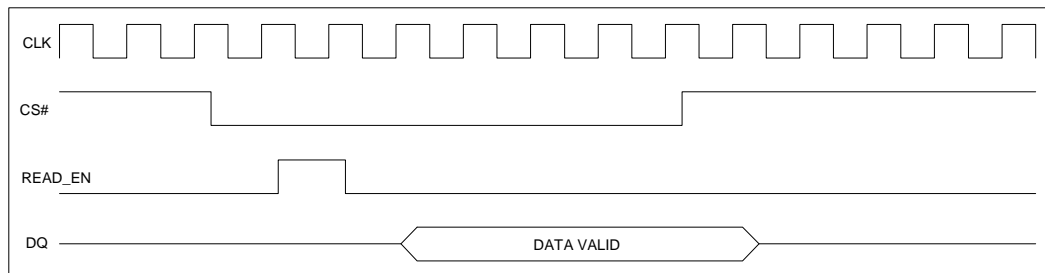 CLK
CS#
READ_EN
DQ
DATA VALID